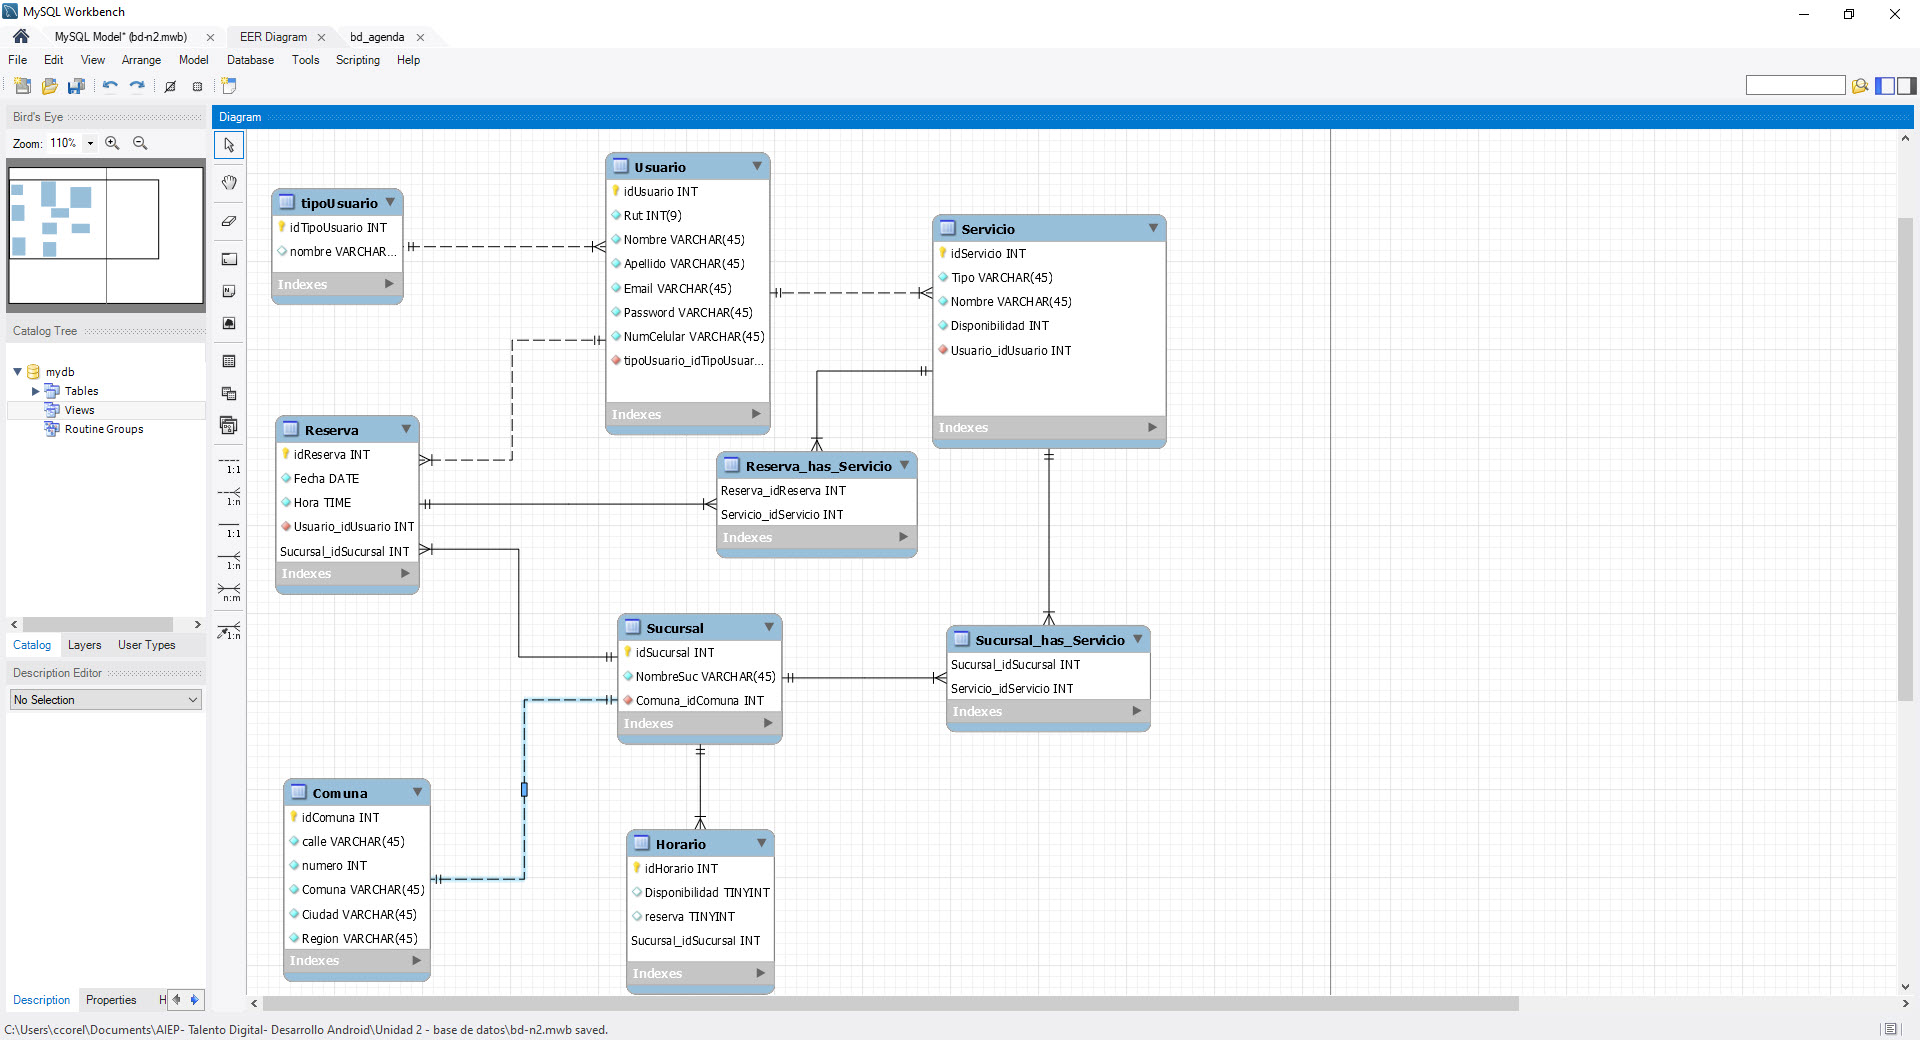 MySQL Workbench
MySQL Model* (bd-n2.mwb)
EER Diagram
bd_agenda
File Edit View Arrange Model Database Tools Scripting Help
Bird's Eye
Diagram
Zoom: 110%
Catalog Tree
mydb
Tables
Views
Routine Groups
Catalog Layers User Types
Description Editor
No Selection
Description Properties H
1:1
1:n
1:1
1:n
n:m
1:n
tipoUsuario
idTipoUsuario INT
nombre VARCHAR...
Indexes
Usuario
idUsuario INT
Rut INT(9)
Nombre VARCHAR(45)
Apellido VARCHAR(45)
Email VARCHAR(45)
Password VARCHAR(45)
NumCelular VARCHAR(45)
tipoUsuario_idTipoUsuar...
Indexes
Servicio
idServicio INT
Tipo VARCHAR(45)
Nombre VARCHAR(45)
Disponibilidad INT
Usuario_idUsuario INT
Indexes
Reserva
idReserva INT
Fecha DATE
Hora TIME
Usuario_idUsuario INT
Sucursal_idSucursal INT
Indexes
Reserva_has_Servicio
Reserva_idReserva INT
Servicio_idServicio INT
Indexes
Sucursal
idSucursal INT
NombreSuc VARCHAR(45)
Comuna_idComuna INT
Indexes
Sucursal_has_Servicio
Sucursal_idSucursal INT
Servicio_idServicio INT
Indexes
Comuna
idComuna INT
calle VARCHAR(45)
numero INT
Comuna VARCHAR(45)
Ciudad VARCHAR(45)
Region VARCHAR(45)
Indexes
Horario
idHorario INT
Disponibilidad TINYINT
reserva TINYINT
Sucursal_idSucursal INT
Indexes
C:\Users\ccorel\Documents\AIEP- Talento Digital- Desarrollo Android\Unidad 2 - base de datos\bd-n2.mwb saved.